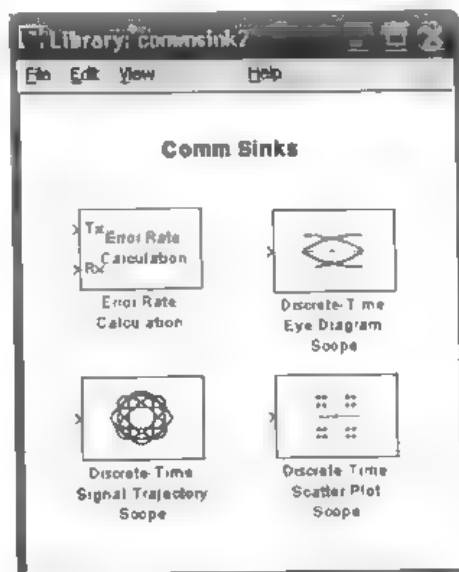 Library: commsink2
File Edit View Help
Comm Sinks
Tx Error Rate
Rx Calculation
Error Rate
Calculation
Discrete-Time
Eye Diagram
Scope
Discrete-Time
Signal Trajectory
Scope
Discrete-Time
Scatter Plot
Scope